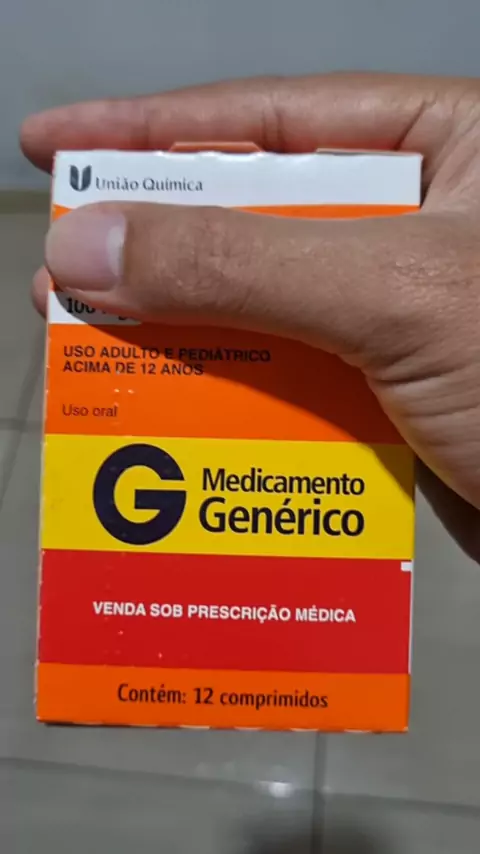 União Química
USO ADULTO E PEDIÁTRICO
ACIMA DE 12 ANOS
Uso oral
G Medicamento
Genérico
VENDA SOB PRESCRIÇÃO MÉDICA
Contém: 12 comprimidos